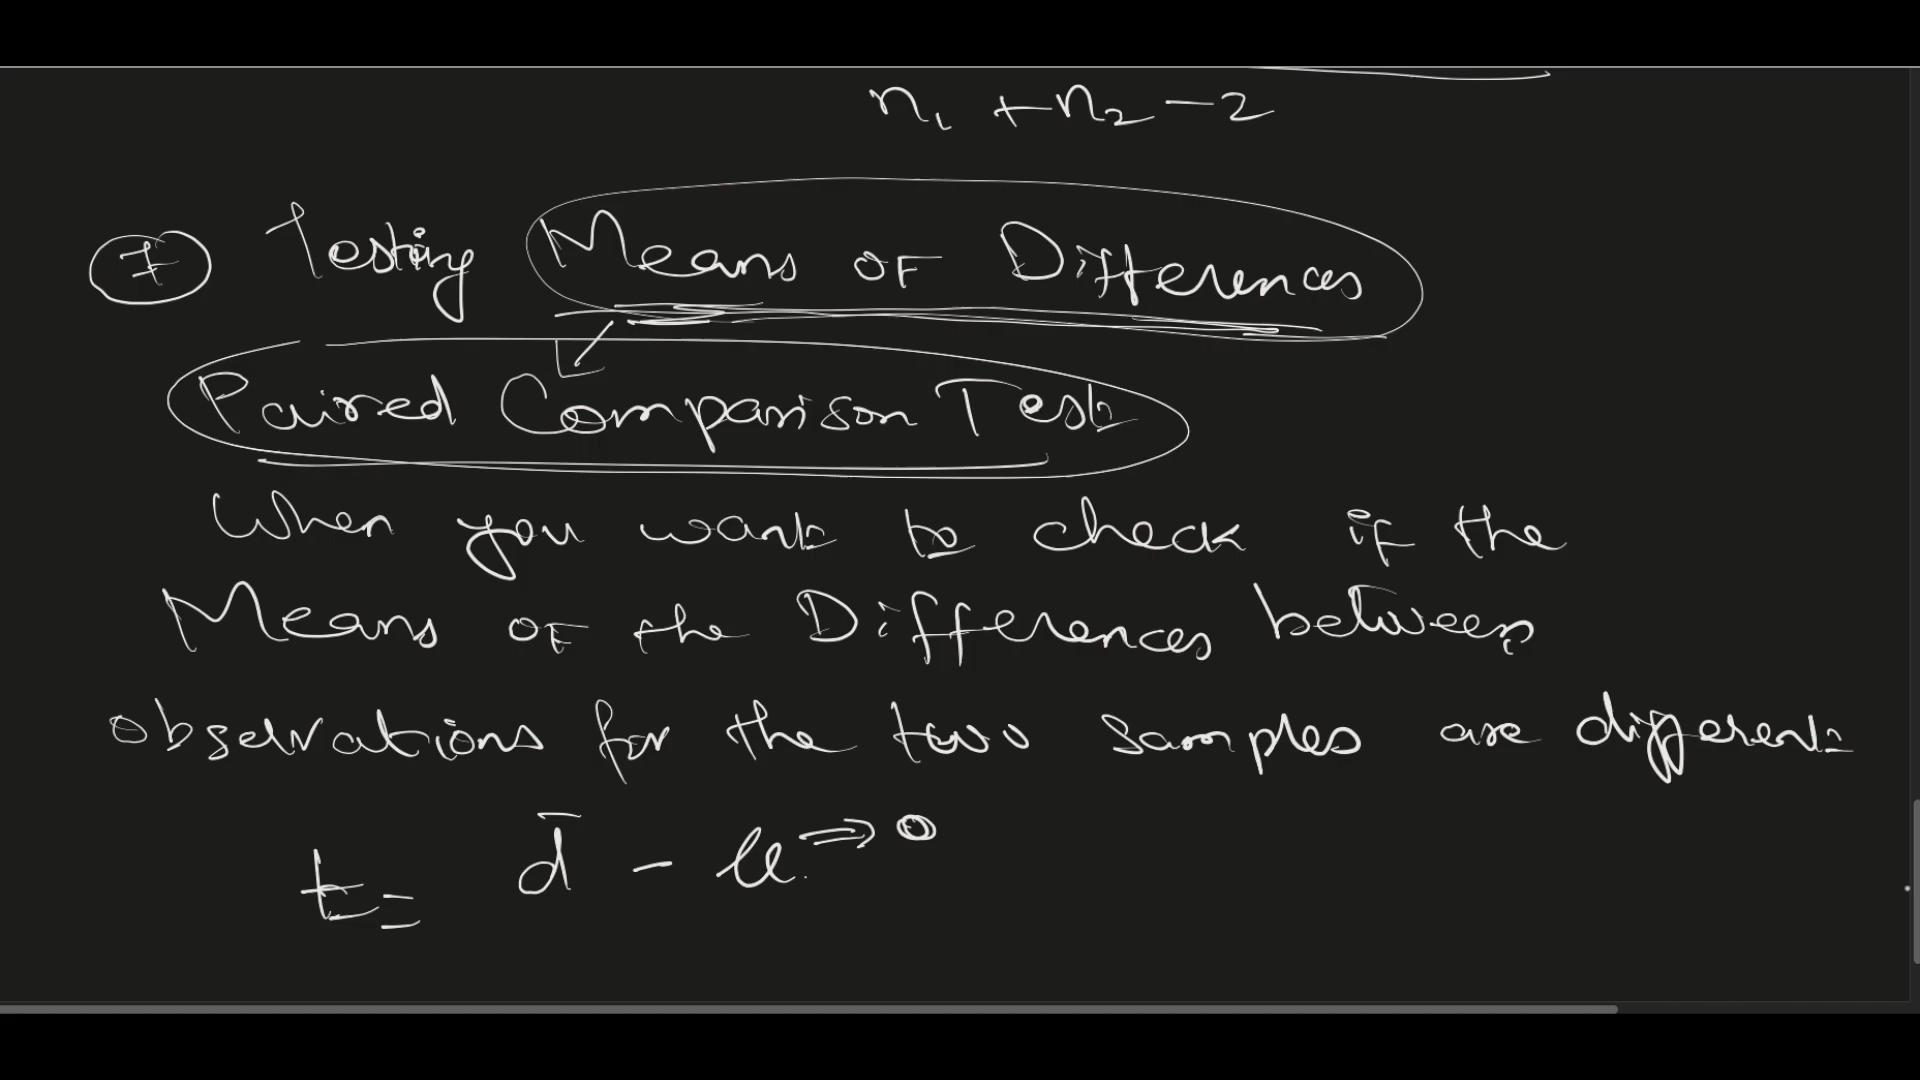 n₁ + n₂ - 2
7 Testing Means of Differences
Paired Comparison Test
When you want to check if the
Means of the Differences between
observations for the two samples are different
t = d̄ - μ ⇒ 0